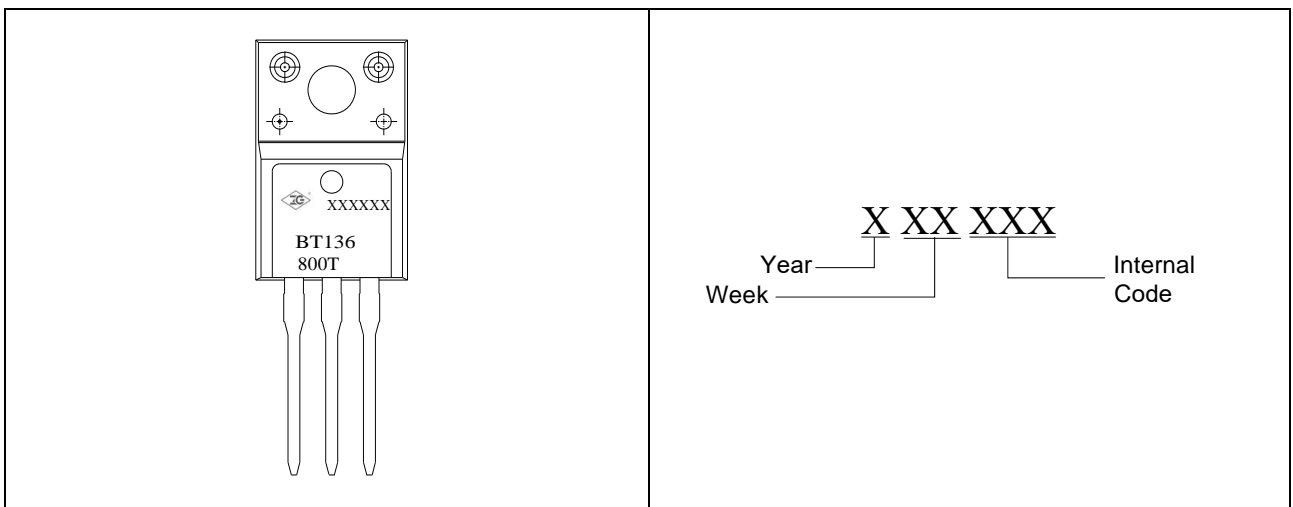 XXXXXX
BT136
800T
X XX XXX
Year
Week
Internal
Code